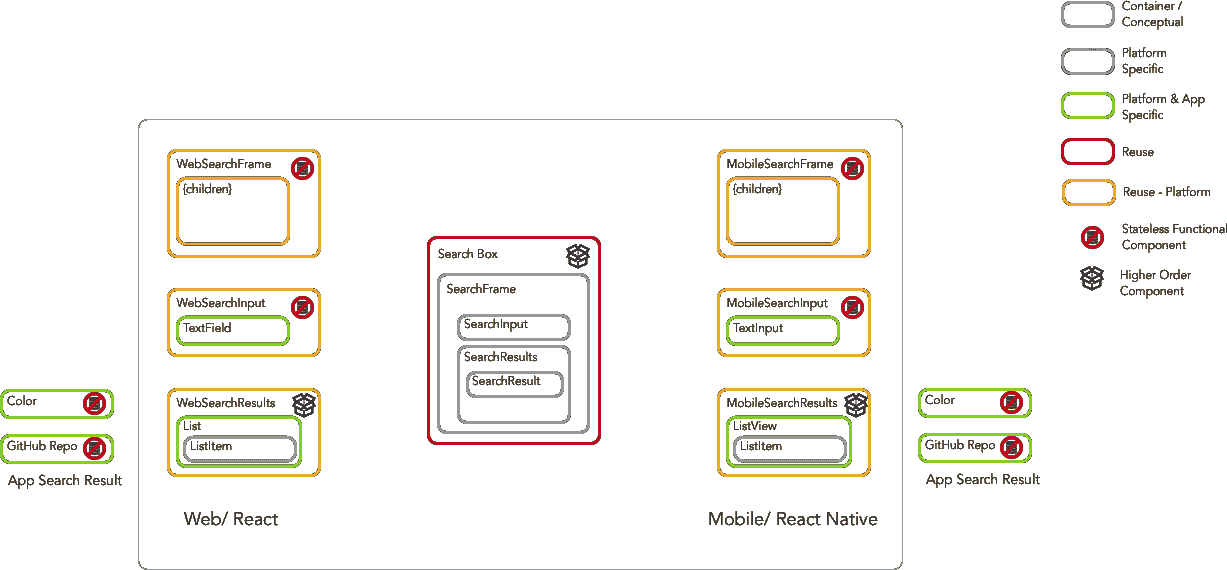 Container /
Conceptual
Platform
Specific
Platform & App
Specific
Reuse
Reuse - Platform
Stateless Functional
Component
Higher Order
Component
WebSearchFrame
{children}
WebSearchInput
TextField
WebSearchResults
List
ListItem
Color
GitHub Repo
App Search Result
Web/ React
Search Box
SearchFrame
SearchInput
SearchResults
SearchResult
MobileSearchFrame
{children}
MobileSearchInput
TextInput
MobileSearchResults
ListView
ListItem
Color
GitHub Repo
App Search Result
Mobile/ React Native